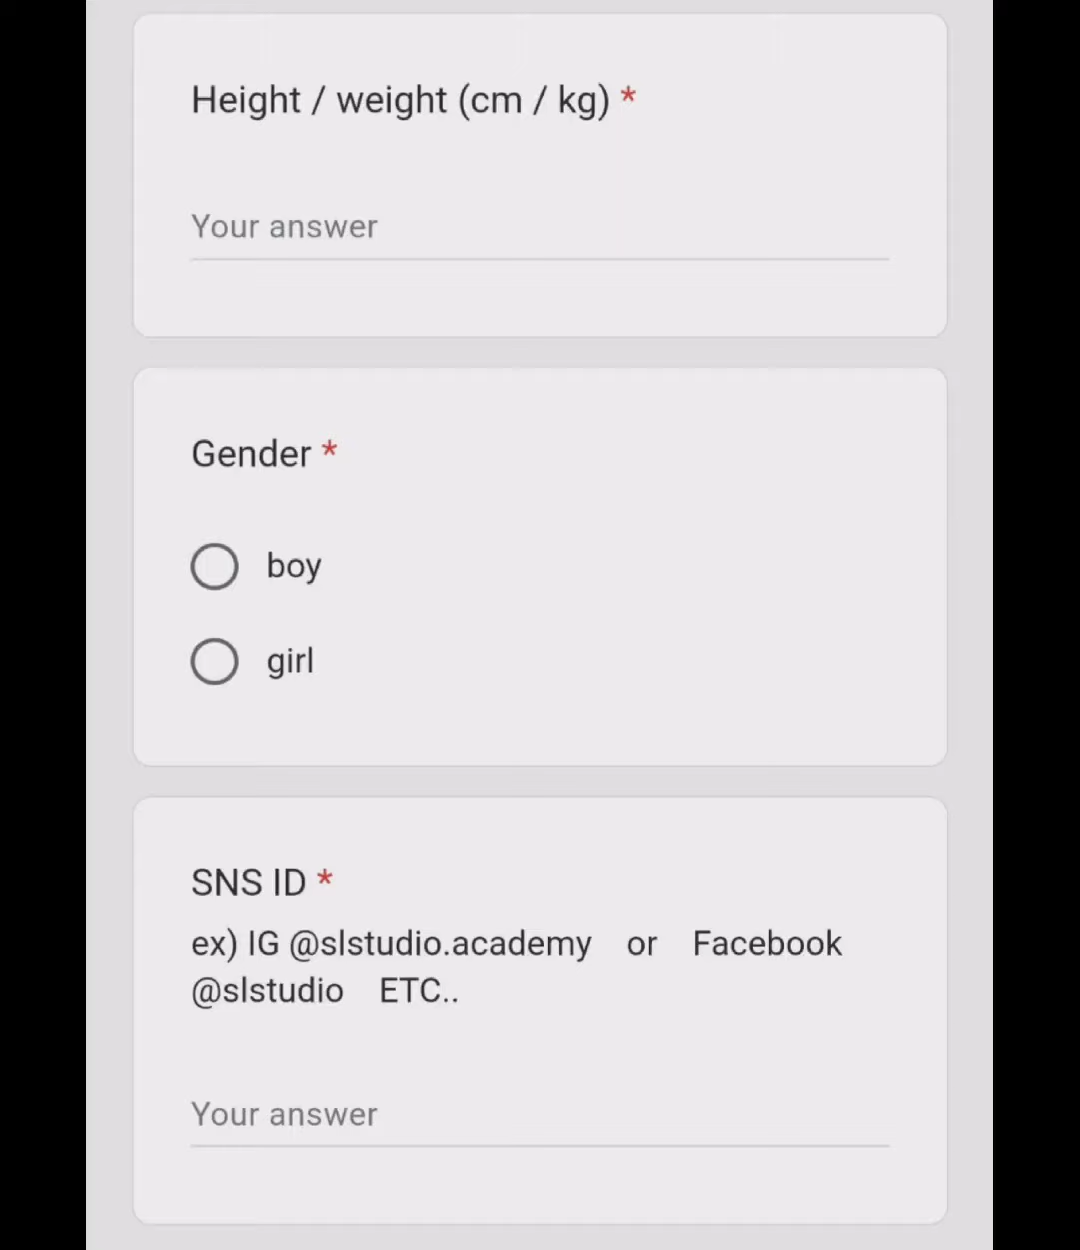 Height / weight (cm / kg) *
Your answer
Gender *
boy
girl
SNS ID *
ex) IG @slstudio.academy or Facebook
@slstudio ETC..
Your answer